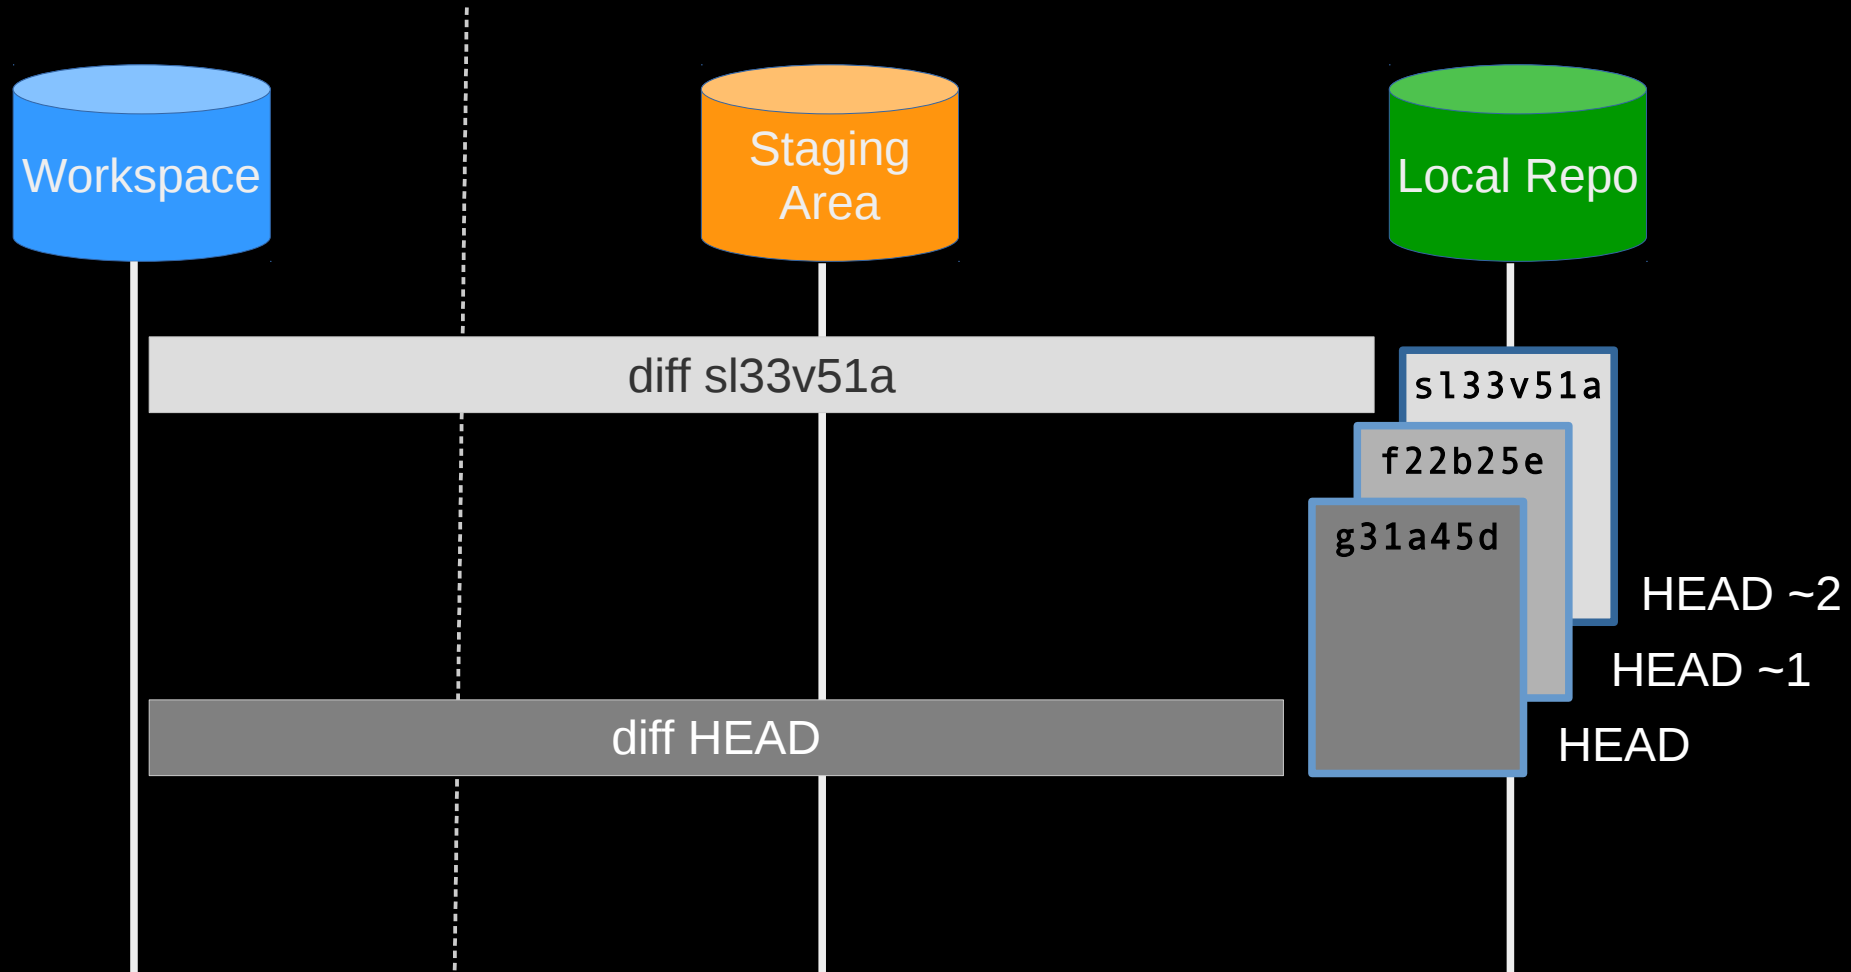 Workspace
Staging
Area
Local Repo
diff sl33v51a
sl33v51a
f22b25e
g31a45d
HEAD ~2
HEAD ~1
diff HEAD
HEAD